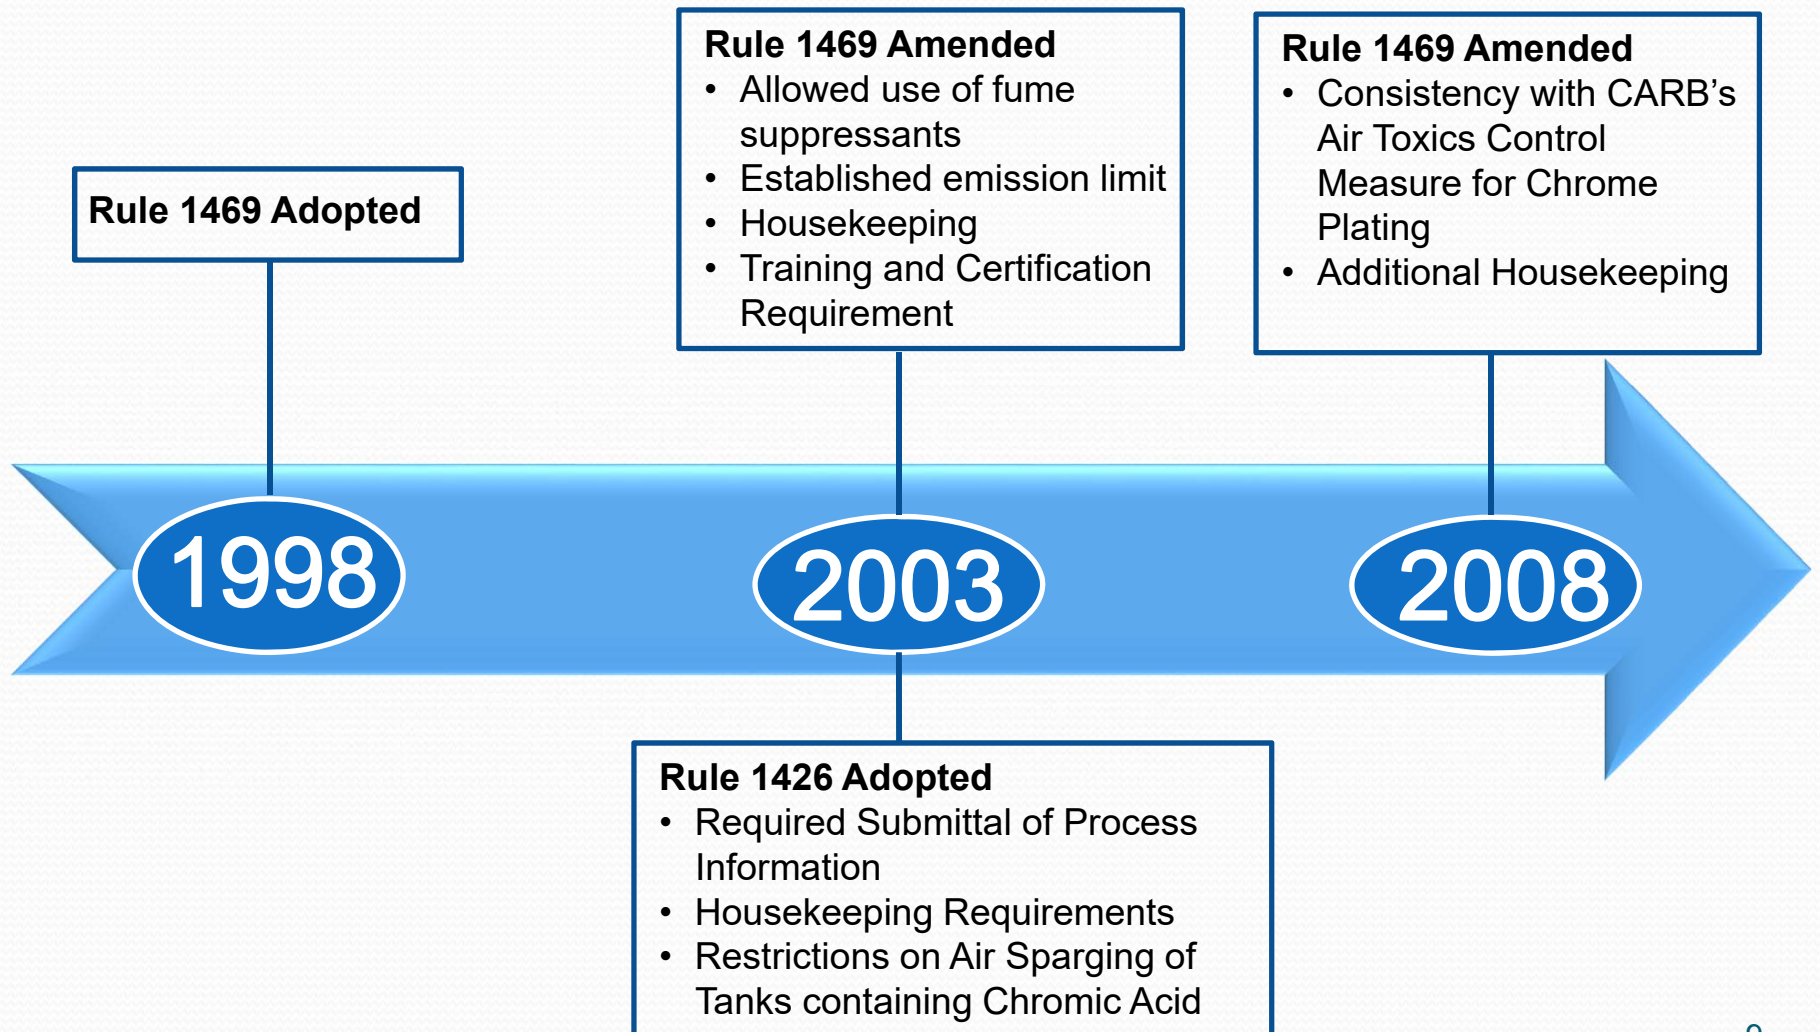 Rule 1469 Adopted
Rule 1469 Amended
• Allowed use of fume
suppressants
• Established emission limit
• Housekeeping
• Training and Certification
Requirement
Rule 1469 Amended
• Consistency with CARB’s
Air Toxics Control
Measure for Chrome
Plating
• Additional Housekeeping
1998
2003
2008
Rule 1426 Adopted
• Required Submittal of Process
Information
• Housekeeping Requirements
• Restrictions on Air Sparging of
Tanks containing Chromic Acid